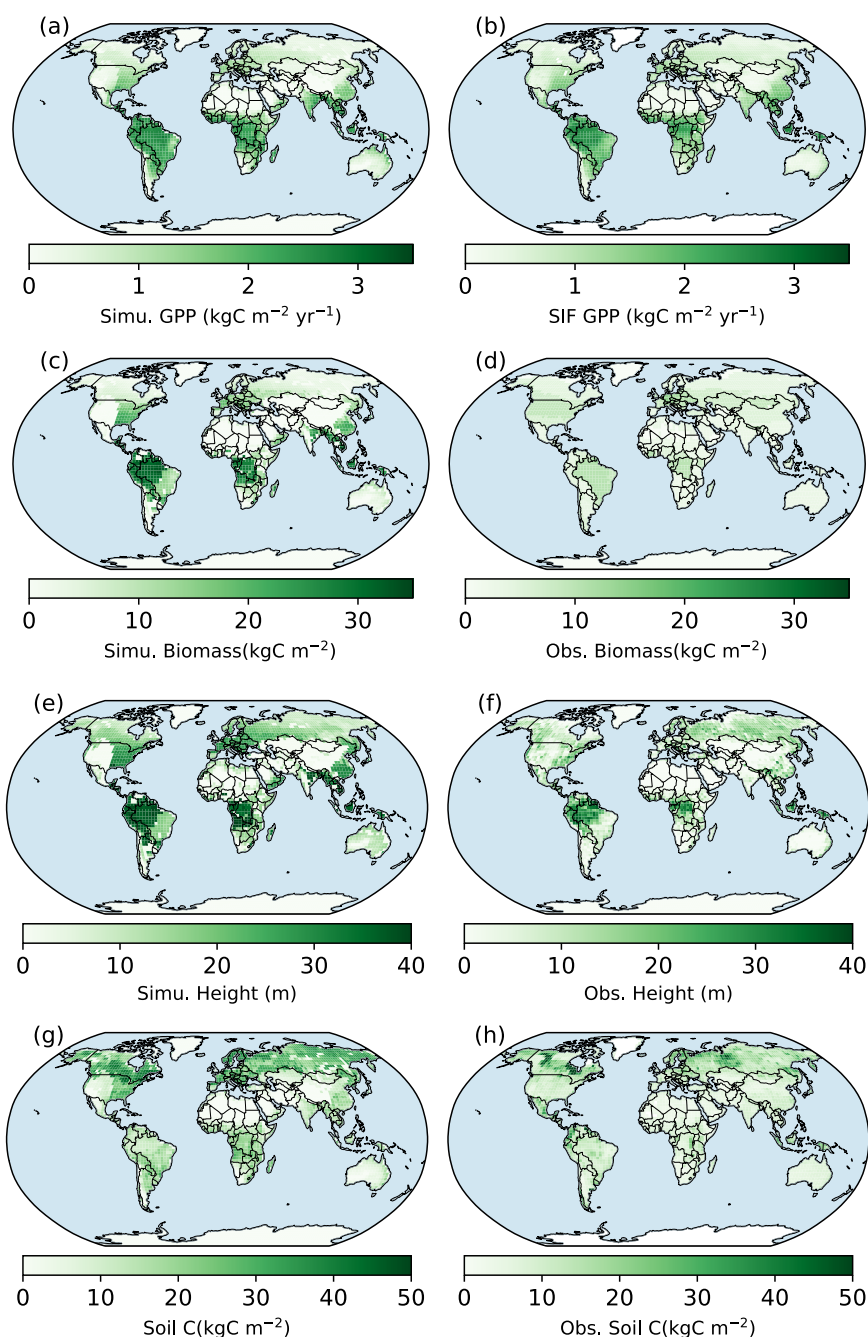 (a)
(b)
0 1 2 3
Simu. GPP (kgC m⁻² yr⁻¹)
0 1 2 3
SIF GPP (kgC m⁻² yr⁻¹)
(c)
(d)
0 10 20 30
Simu. Biomass(kgC m⁻²)
0 10 20 30
Obs. Biomass(kgC m⁻²)
(e)
(f)
0 10 20 30 40
Simu. Height (m)
0 10 20 30 40
Obs. Height (m)
(g)
(h)
0 10 20 30 40 50
Soil C(kgC m⁻²)
0 10 20 30 40 50
Obs. Soil C(kgC m⁻²)